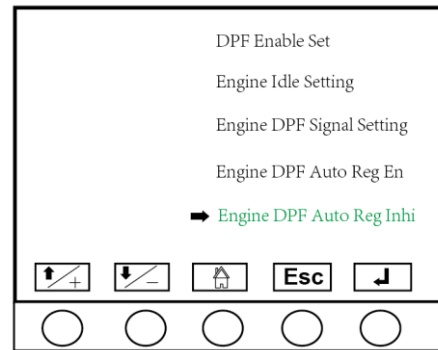 DPF Enable Set
Engine Idle Setting
Engine DPF Signal Setting
Engine DPF Auto Reg En
Engine DPF Auto Reg Inhi
+ - Esc